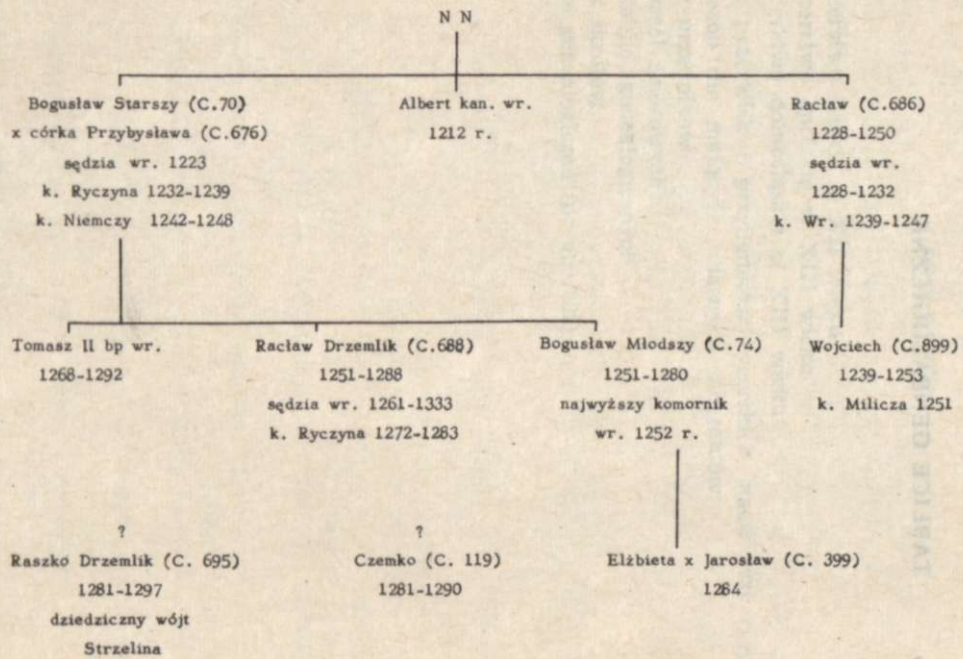 N N
Bogusław Starszy (C.70)
x córka Przybysława (C.676)
sędzia wr. 1223
k. Ryczyna 1232-1239
k. Niemczy 1242-1248
Albert kan. wr.
1212 r.
Racław (C.686)
1228-1250
sędzia wr.
1228-1232
k. Wr. 1239-1247
Tomasz II bp wr.
1268-1292
Racław Drzemlik (C.688)
1251-1288
sędzia wr. 1261-1333
k. Ryczyna 1272-1283
Bogusław Młodszy (C.74)
1251-1280
najwyższy komornik
wr. 1252 r.
Wojciech (C.899)
1239-1253
k. Milicza 1251
?
Raszko Drzemlik (C. 695)
1281-1297
dziedziczny wójt
Strzelina
?
Czemko (C. 119)
1281-1290
Elżbieta x Jarosław (C. 399)
1284